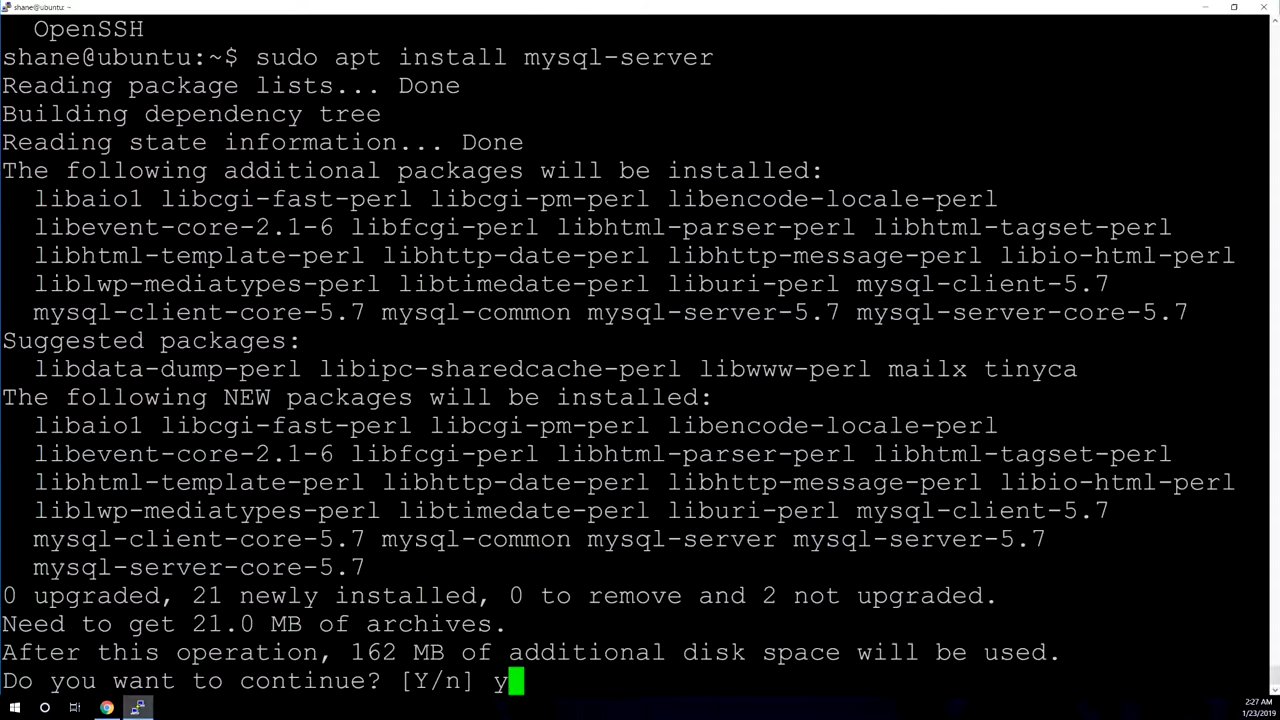 shane@ubuntu: ~
  OpenSSH
shane@ubuntu:~$ sudo apt install mysql-server
Reading package lists... Done
Building dependency tree
Reading state information... Done
The following additional packages will be installed:
  libaio1 libcgi-fast-perl libcgi-pm-perl libencode-locale-perl
  libevent-core-2.1-6 libfcgi-perl libhtml-parser-perl libhtml-tagset-perl
  libhtml-template-perl libhttp-date-perl libhttp-message-perl libio-html-perl
  liblwp-mediatypes-perl libtimedate-perl liburi-perl mysql-client-5.7
  mysql-client-core-5.7 mysql-common mysql-server-5.7 mysql-server-core-5.7
Suggested packages:
  libdata-dump-perl libipc-sharedcache-perl libwww-perl mailx tinyca
The following NEW packages will be installed:
  libaio1 libcgi-fast-perl libcgi-pm-perl libencode-locale-perl
  libevent-core-2.1-6 libfcgi-perl libhtml-parser-perl libhtml-tagset-perl
  libhtml-template-perl libhttp-date-perl libhttp-message-perl libio-html-perl
  liblwp-mediatypes-perl libtimedate-perl liburi-perl mysql-client-5.7
  mysql-client-core-5.7 mysql-common mysql-server mysql-server-5.7
  mysql-server-core-5.7
0 upgraded, 21 newly installed, 0 to remove and 2 not upgraded.
Need to get 21.0 MB of archives.
After this operation, 162 MB of additional disk space will be used.
Do you want to continue? [Y/n] y
2:27 AM
1/23/2019